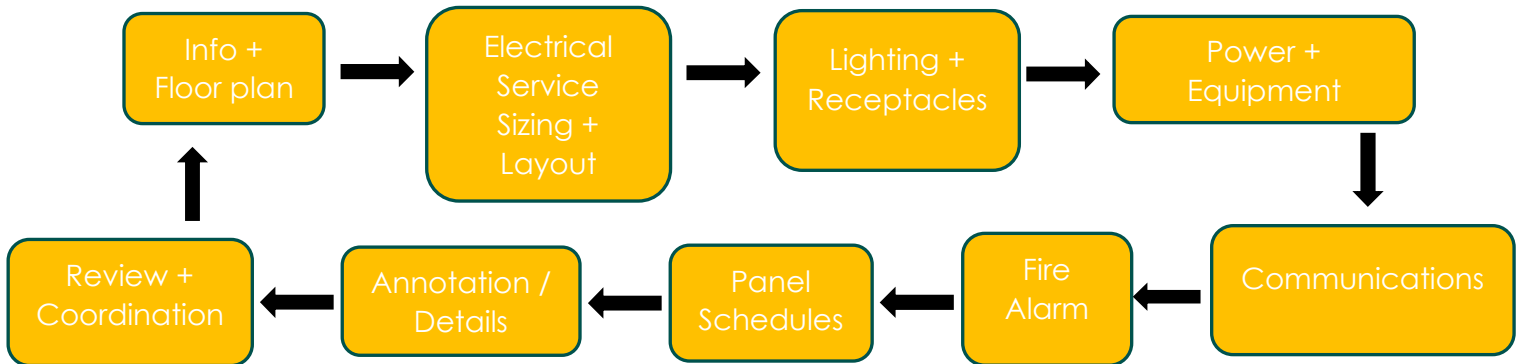 Info +
Floor plan
Electrical
Service
Sizing +
Layout
Lighting +
Receptacles
Power +
Equipment
Communications
Fire
Alarm
Panel
Schedules
Annotation /
Details
Review +
Coordination